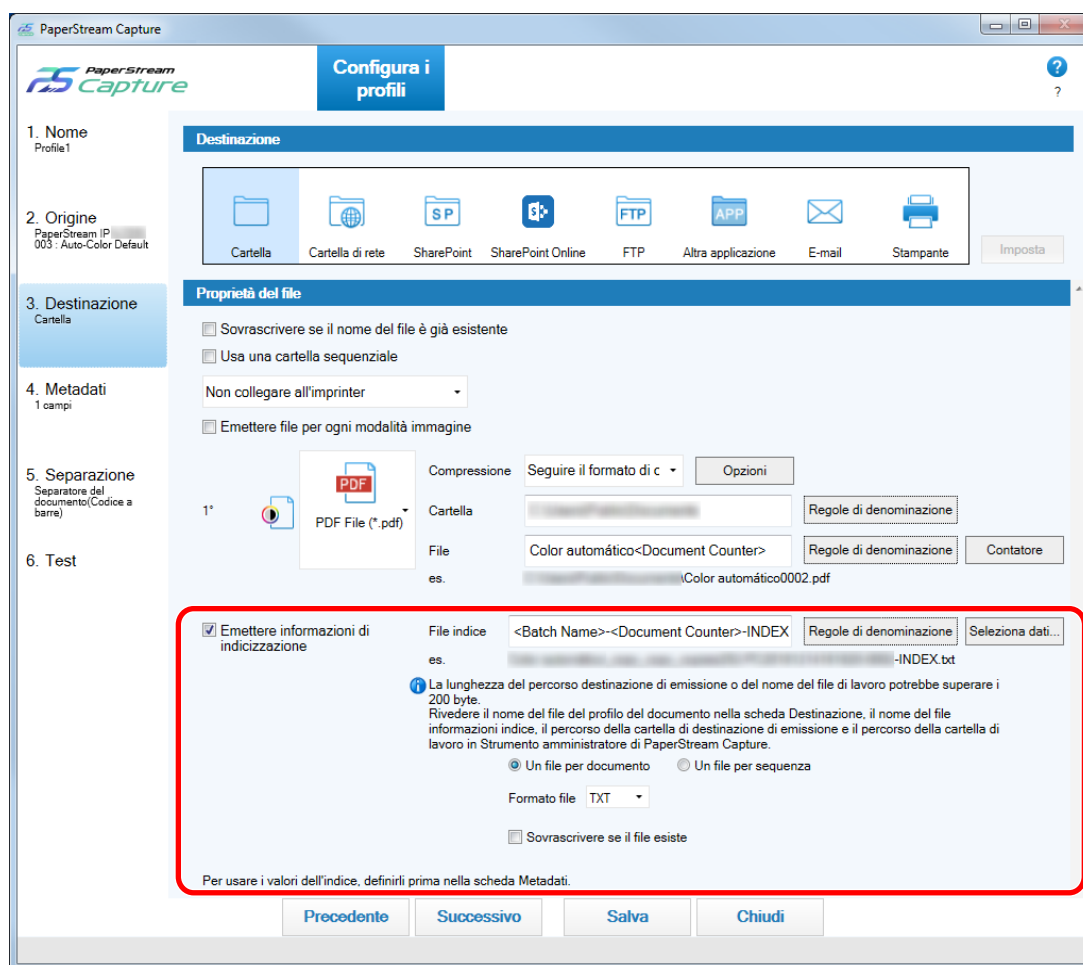 PaperStream Capture
PaperStream
Capture
Configura i
profili
?
?
1. Nome
Profile1
2. Origine
PaperStream IP
003 : Auto-Color Default
3. Destinazione
Cartella
4. Metadati
1 campi
5. Separazione
Separatore del
documento(Codice a
barre)
6. Test
Destinazione
SP
FTP
APP
Cartella
Cartella di rete
SharePoint
SharePoint Online
FTP
Altra applicazione
E-mail
Stampante
Imposta
Proprietà del file
Sovrascrivere se il nome del file è già esistente
Usa una cartella sequenziale
Non collegare all'imprinter
Emettere file per ogni modalità immagine
1°
PDF
PDF File (*.pdf)
Compressione
Seguire il formato di c
Opzioni
Cartella
Regole di denominazione
File
Color automático<Document Counter>
Regole di denominazione
Contatore
es.
\Color automático0002.pdf
Emettere informazioni di
indicizzazione
File indice
<Batch Name>-<Document Counter>-INDEX
Regole di denominazione
Seleziona dati...
es.
-INDEX.txt
La lunghezza del percorso destinazione di emissione o del nome del file di lavoro potrebbe superare i
200 byte.
Rivedere il nome del file del profilo del documento nella scheda Destinazione, il nome del file
informazioni indice, il percorso della cartella di destinazione di emissione e il percorso della cartella di
lavoro in Strumento amministratore di PaperStream Capture.
Un file per documento
Un file per sequenza
Formato file
TXT
Sovrascrivere se il file esiste
Per usare i valori dell'indice, definirli prima nella scheda Metadati.
Precedente
Successivo
Salva
Chiudi